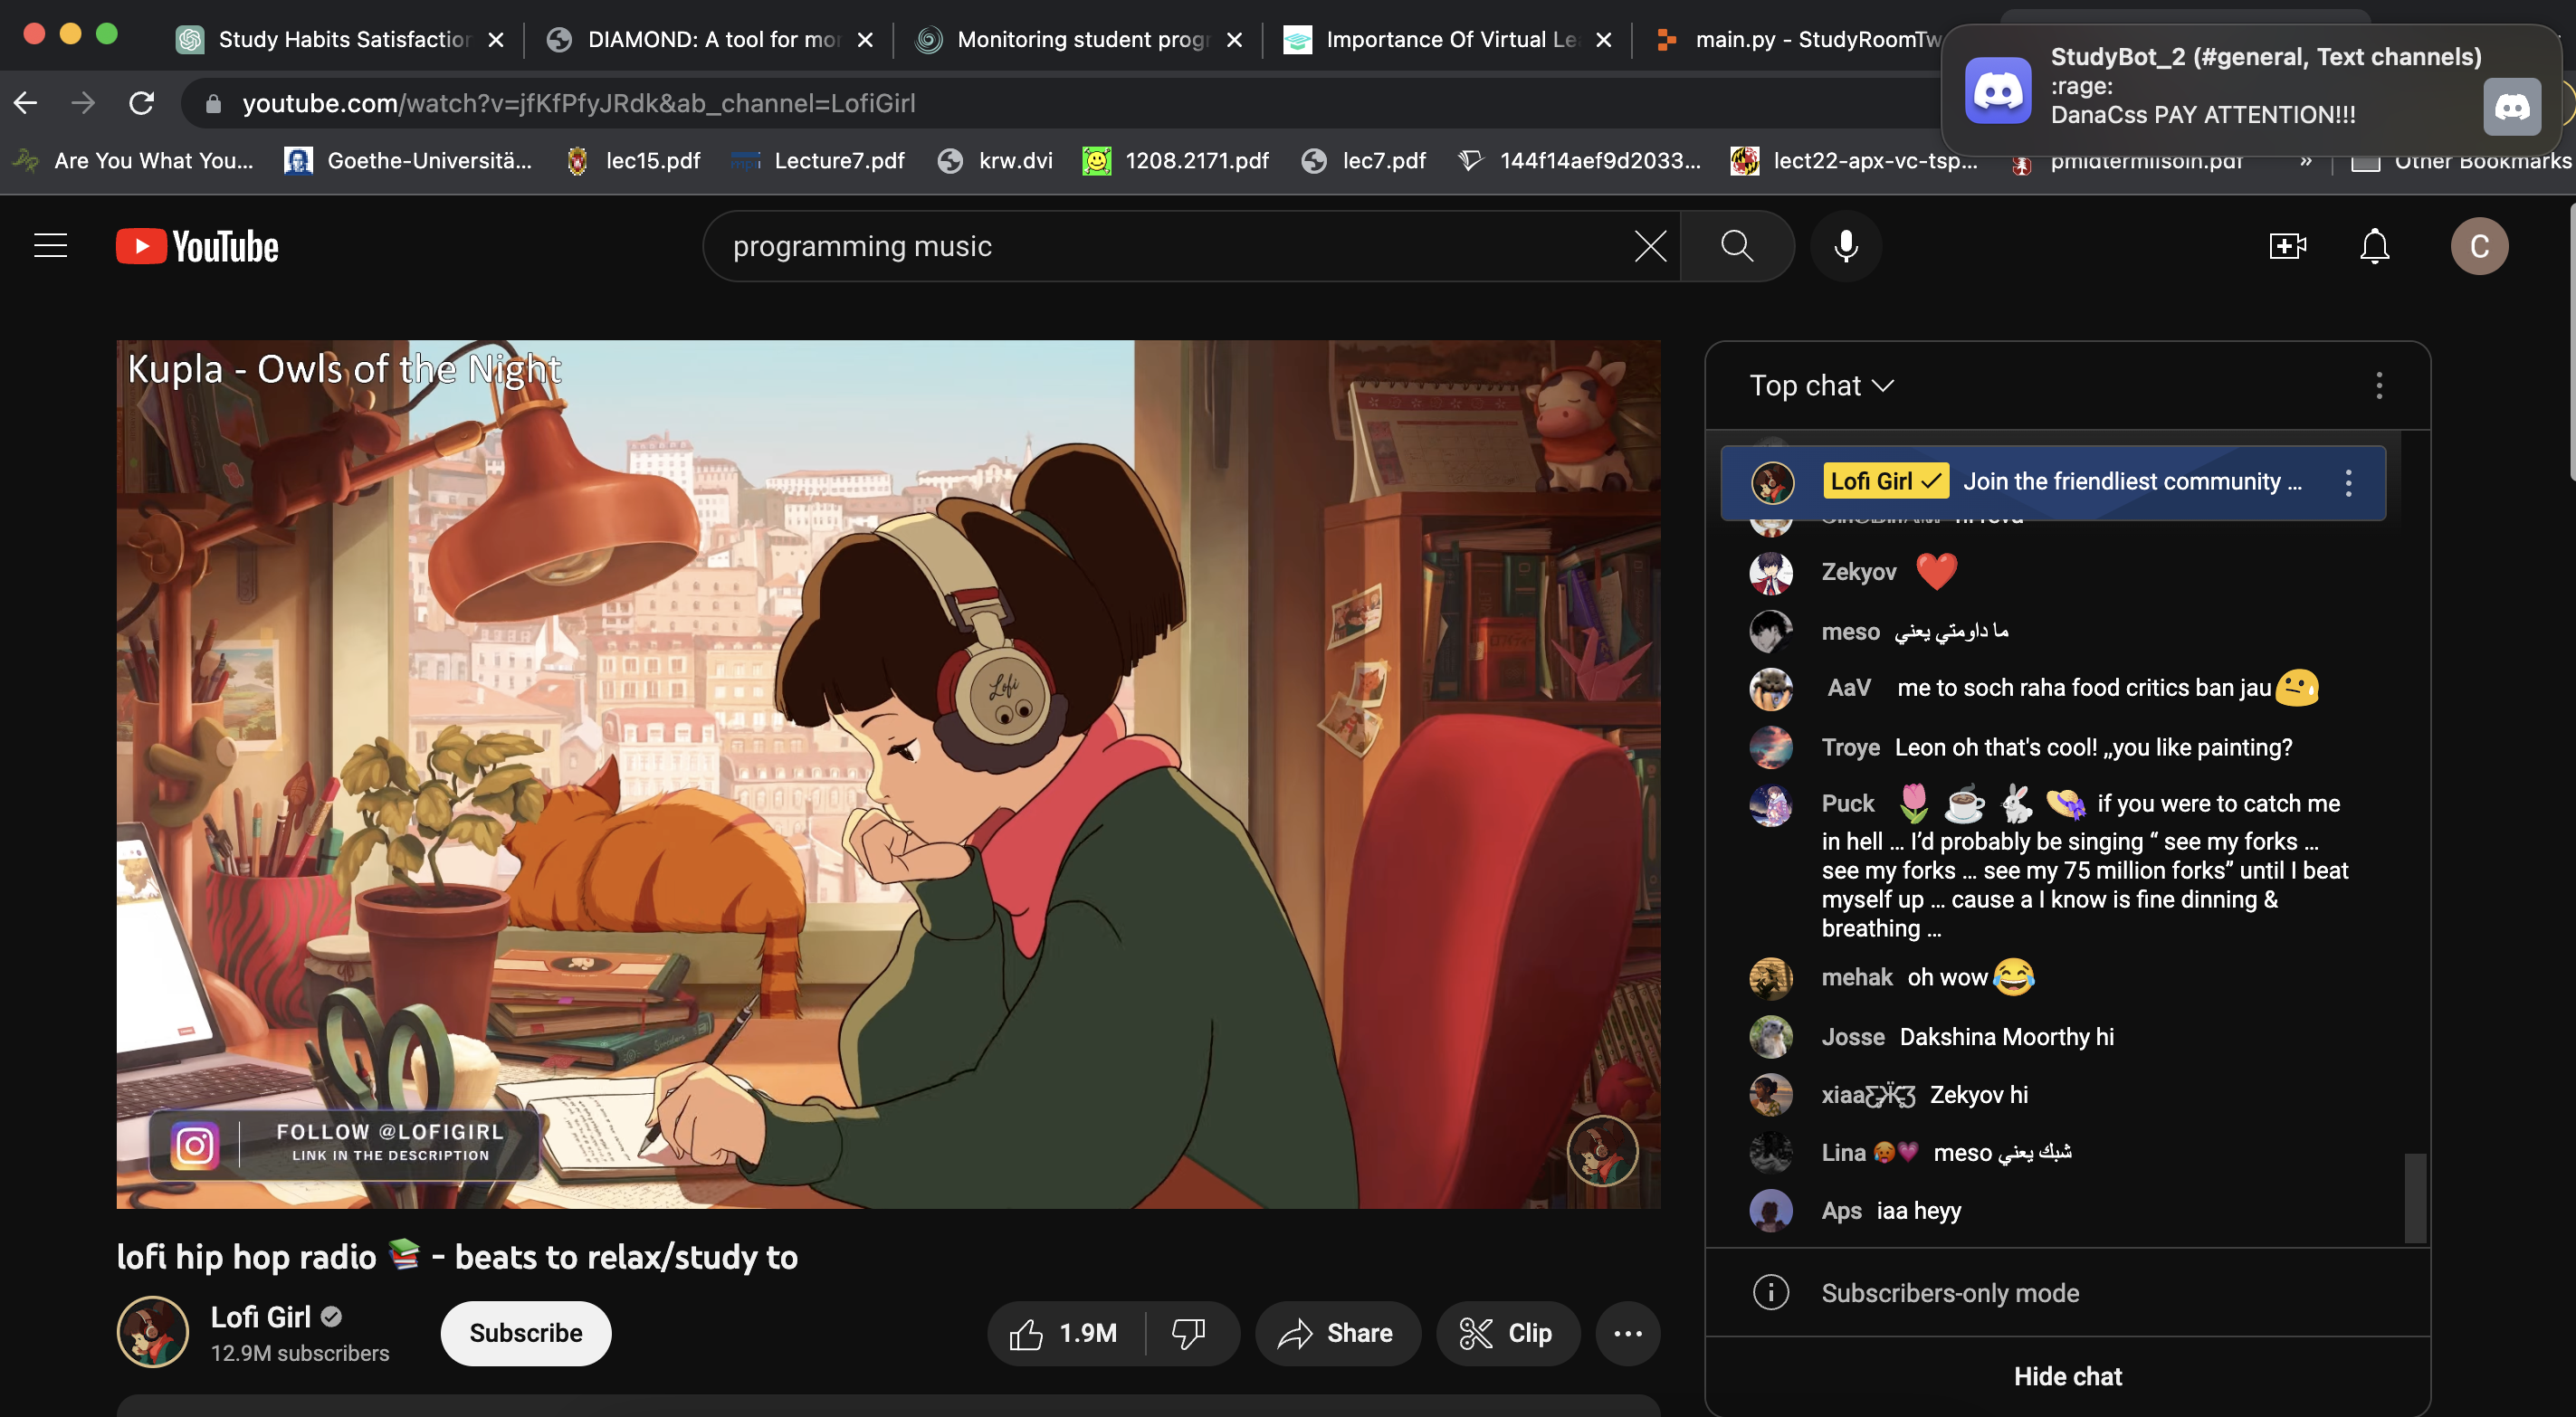 Study Habits Satisfaction
DIAMOND: A tool for mor
Monitoring student progr
Importance Of Virtual Le
main.py - StudyRoomTw
StudyBot_2 (#general, Text channels)
:rage:
DanaCss PAY ATTENTION!!!
youtube.com/watch?v=jfKfPfyJRdk&ab_channel=LofiGirl
Are You What You...
Goethe-Universitä...
lec15.pdf
Lecture7.pdf
krw.dvi
1208.2171.pdf
lec7.pdf
144f14aef9d2033...
lect22-apx-vc-tsp...
pmidtermiisoln.pdf
»
Other Bookmarks
YouTube
programming music
C
Kupla - Owls of the Night
Lofi
FOLLOW @LOFIGIRL
LINK IN THE DESCRIPTION
Top chat
Lofi Girl Join the friendliest community ...
Zekyov ❤️
meso ما داومتي يعني
AaV me to soch raha food critics ban jau😓
Troye Leon oh that's cool! ,,you like painting?
Puck 🌷 ☕ 🐇 👒 if you were to catch me
in hell ... I’d probably be singing “ see my forks ...
see my forks ... see my 75 million forks” until I beat
myself up ... cause a I know is fine dinning &
breathing ...
mehak oh wow😂
Josse Dakshina Moorthy hi
xiaaƸ̵̡Ӝ̵̨̄Ʒ Zekyov hi
Lina 🥵💗 meso شبك يعني
Aps iaa heyy
Subscribers-only mode
Hide chat
lofi hip hop radio 📚 - beats to relax/study to
Lofi Girl
12.9M subscribers
Subscribe
1.9M
Share
Clip